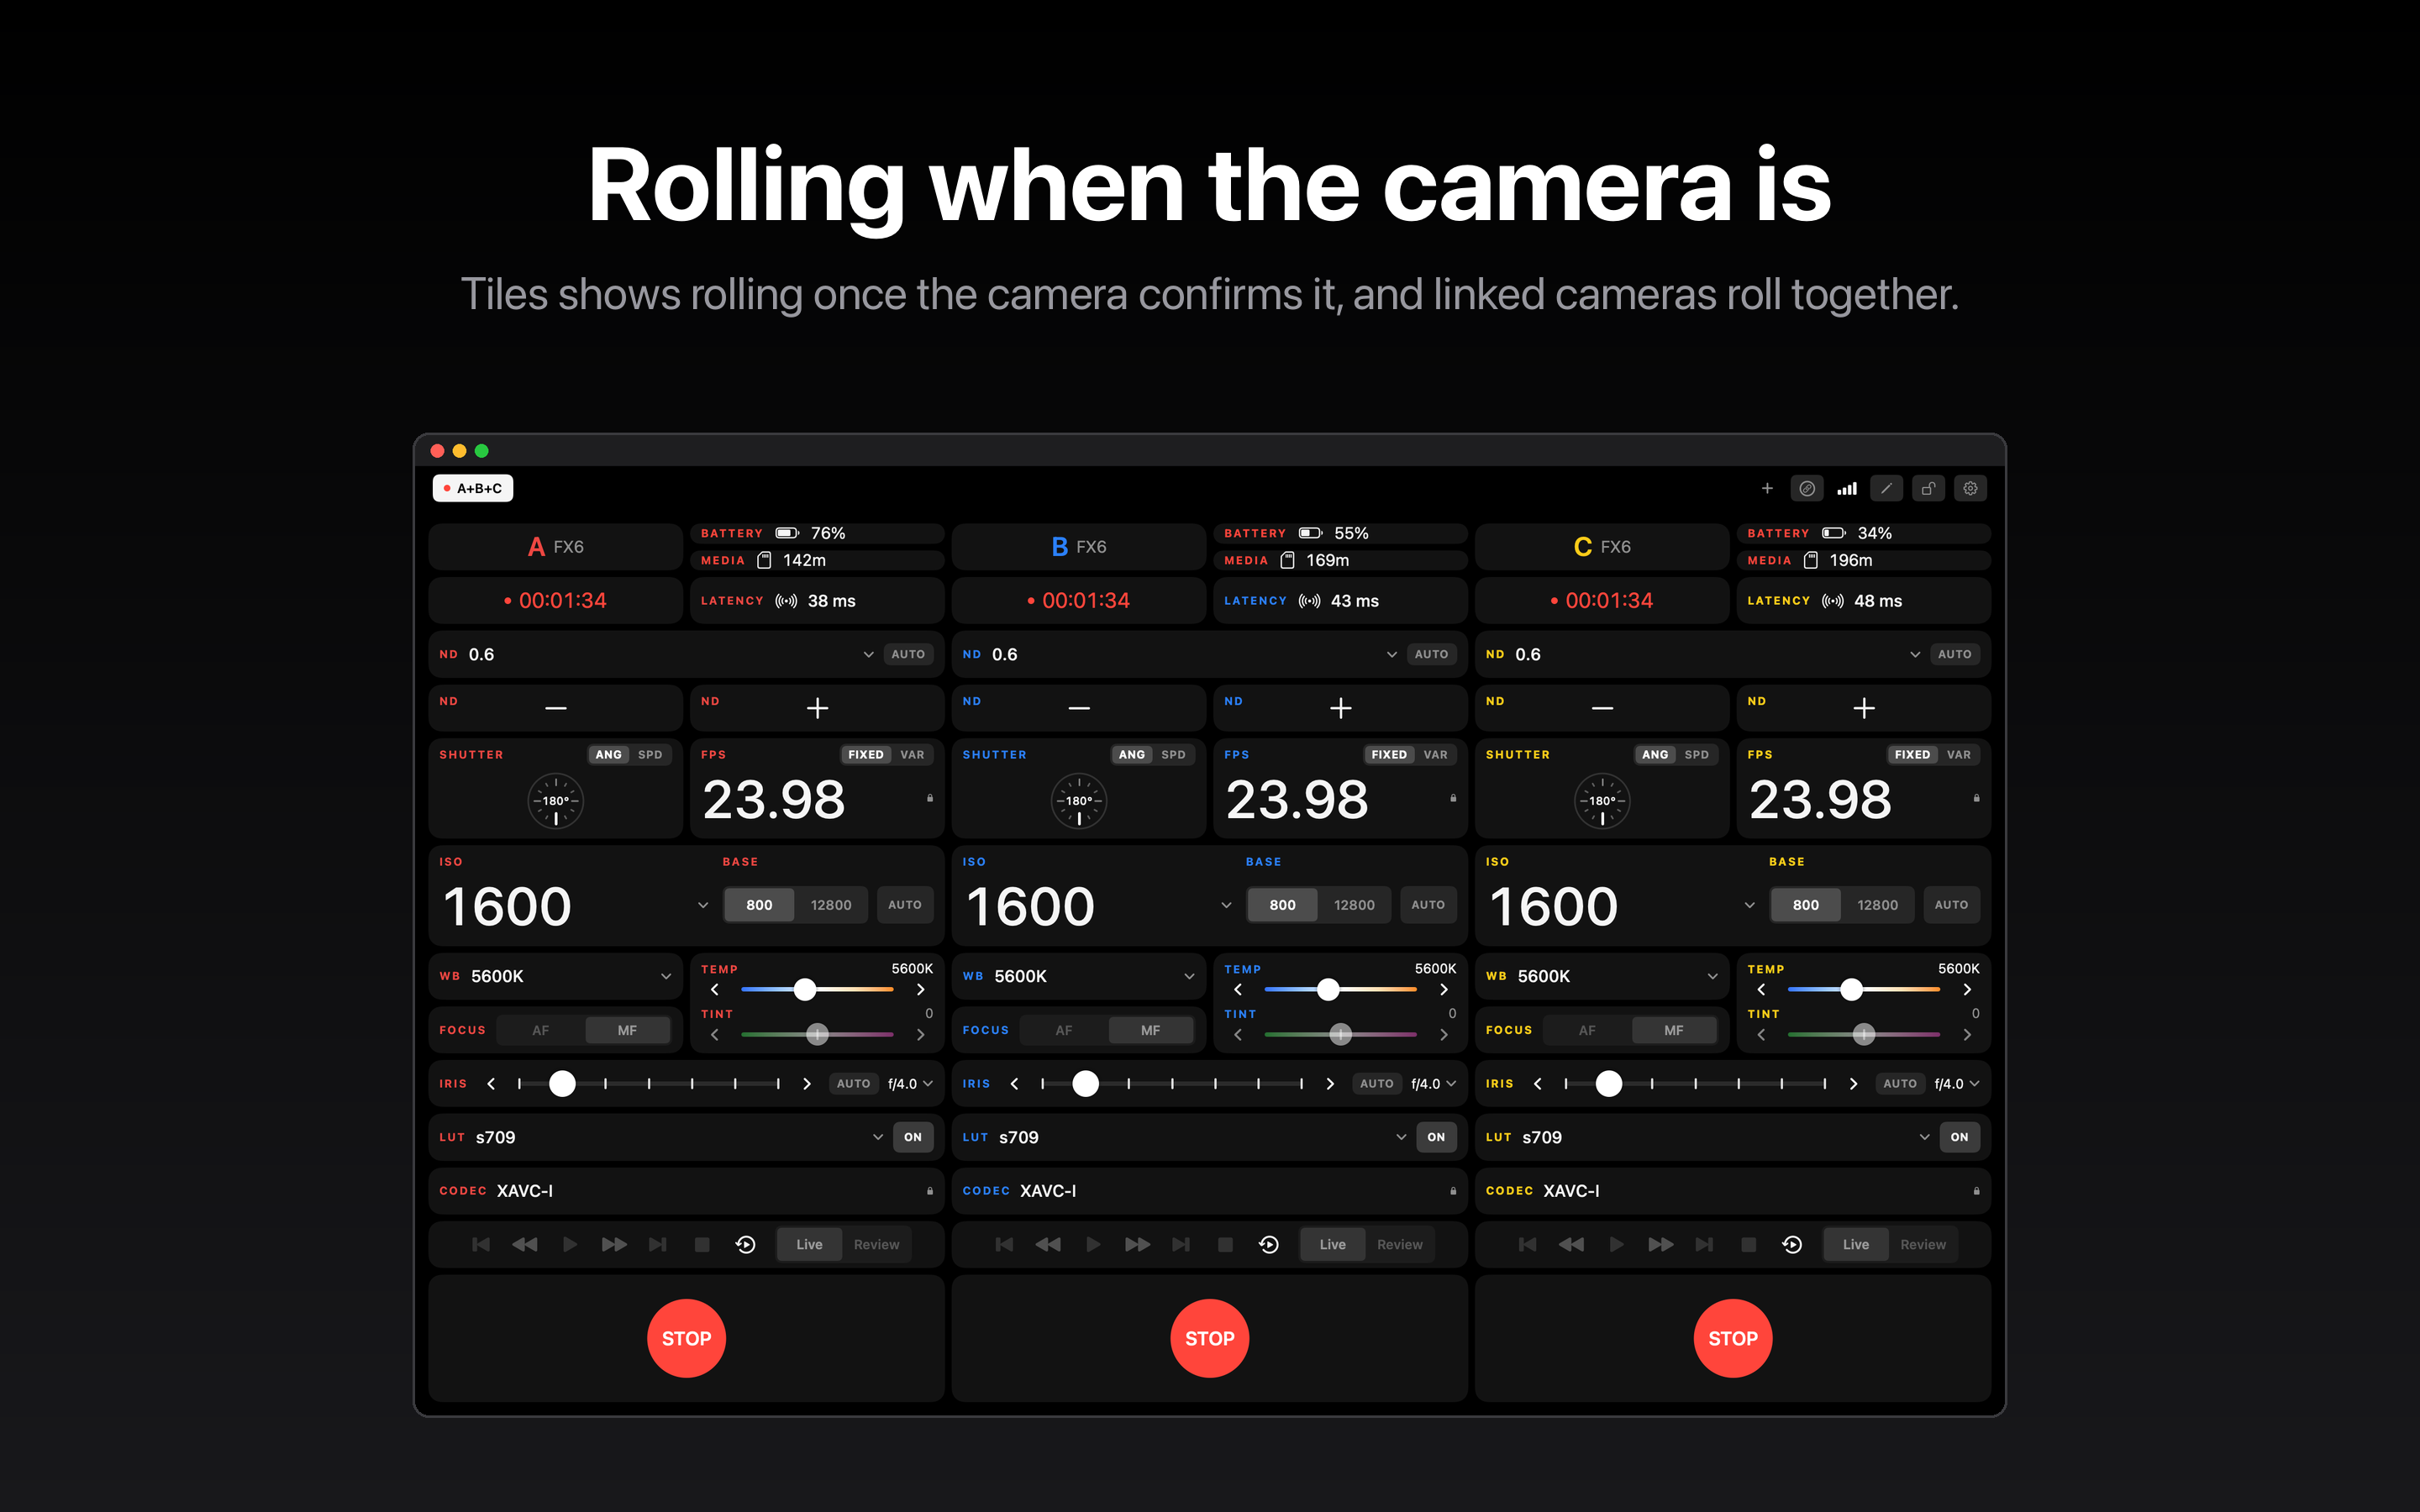 Rolling when the camera is
Tiles shows rolling once the camera confirms it, and linked cameras roll together.
A+B+C
A FX6 BATTERY 76% B FX6 BATTERY 55% C FX6 BATTERY 34%
MEDIA 142m MEDIA 169m MEDIA 196m
00:01:34 LATENCY 38 ms 00:01:34 LATENCY 43 ms 00:01:34 LATENCY 48 ms
ND 0.6 AUTO ND 0.6 AUTO ND 0.6 AUTO
ND — ND + ND — ND + ND — ND +
SHUTTER ANG SPD FPS FIXED VAR SHUTTER ANG SPD FPS FIXED VAR SHUTTER ANG SPD FPS FIXED VAR
180° 23.98 180° 23.98 180° 23.98
ISO BASE ISO BASE ISO BASE
1600 800 12800 AUTO 1600 800 12800 AUTO 1600 800 12800 AUTO
WB 5600K TEMP 5600K WB 5600K TEMP 5600K WB 5600K TEMP 5600K
FOCUS AF MF TINT 0 FOCUS AF MF TINT 0 FOCUS AF MF TINT 0
IRIS AUTO f/4.0 IRIS AUTO f/4.0 IRIS AUTO f/4.0
LUT s709 ON LUT s709 ON LUT s709 ON
CODEC XAVC-I CODEC XAVC-I CODEC XAVC-I
Live Review Live Review Live Review
STOP STOP STOP